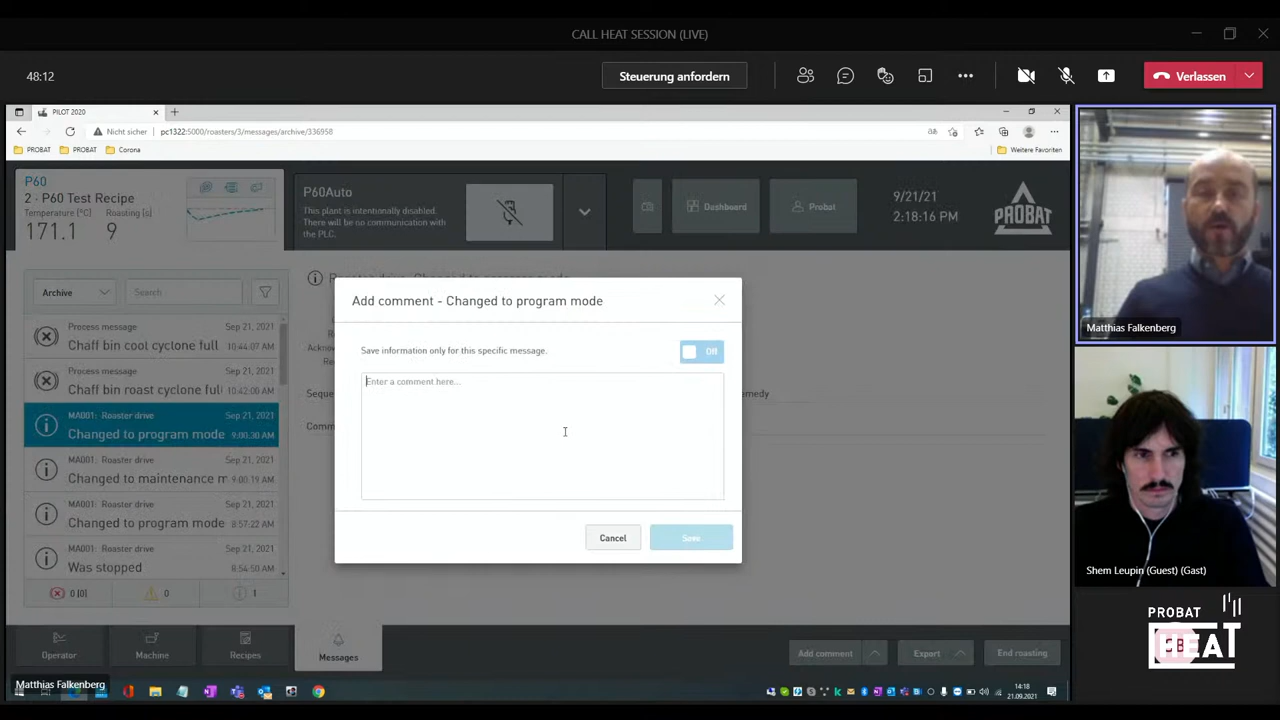 CALL HEAT SESSION (LIVE)
48:12
Steuerung anfordern
Verlassen
PILOT 2020
Nicht sicher
pc1322:5000/roasters/3/messages/archive/336958
PROBAT
PROBAT
Corona
Weitere Favoriten
P60
2 - P60 Test Recipe
Temperature [°C]
Roasting [s]
171.1
9
P60Auto
This plant is intentionally disabled.
There will be no communication with
the PLC.
Dashboard
Probat
9/21/21
2:18:16 PM
PROBAT
Archive
Search
Process message
Sep 21, 2021
Chaff bin cool cyclone full
10:44:07 AM
Process message
Sep 21, 2021
Chaff bin roast cyclone full
10:42:00 AM
MA001: Roaster drive
Sep 21, 2021
Changed to program mode
9:00:30 AM
MA001: Roaster drive
Sep 21, 2021
Changed to maintenance m
9:00:19 AM
MA001: Roaster drive
Sep 21, 2021
Changed to program mode
8:57:22 AM
MA001: Roaster drive
Sep 21, 2021
Was stopped
8:54:50 AM
0 [0]
0
1
Add comment - Changed to program mode
Save information only for this specific message.
Off
Enter a comment here...
Cancel
Save
Operator
Machine
Recipes
Messages
Add comment
Export
End roasting
Matthias Falkenberg
14:18
21.09.2021
Matthias Falkenberg
Shem Leupin (Guest) (Gast)
PROBAT
HEAT